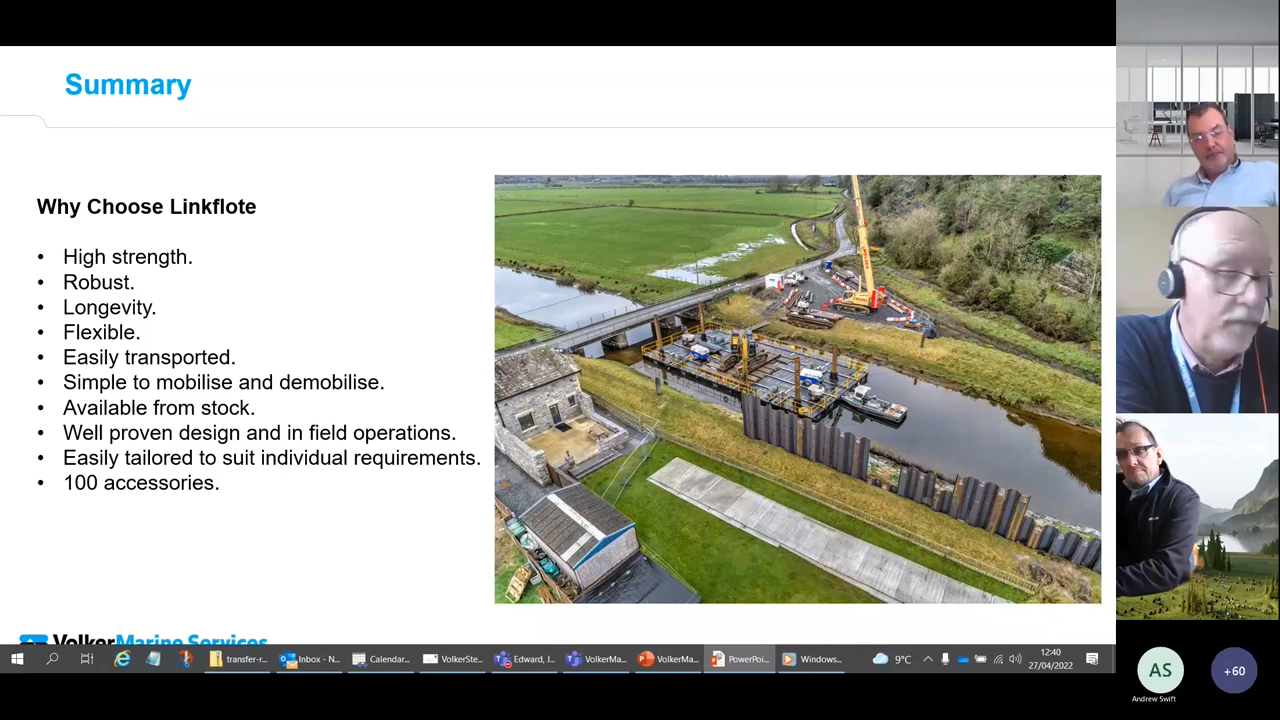 Summary
Why Choose Linkflote
• High strength.
• Robust.
• Longevity.
• Flexible.
• Easily transported.
• Simple to mobilise and demobilise.
• Available from stock.
• Well proven design and in field operations.
• Easily tailored to suit individual requirements.
• 100 accessories.
VolkerMarine Services
transfer-r...
Inbox - N...
Calendar...
VolkerSte...
Edward, J...
VolkerMa...
VolkerMa...
PowerPoi...
Windows...
9°C
12:40
27/04/2022
AS
Andrew Swift
+60